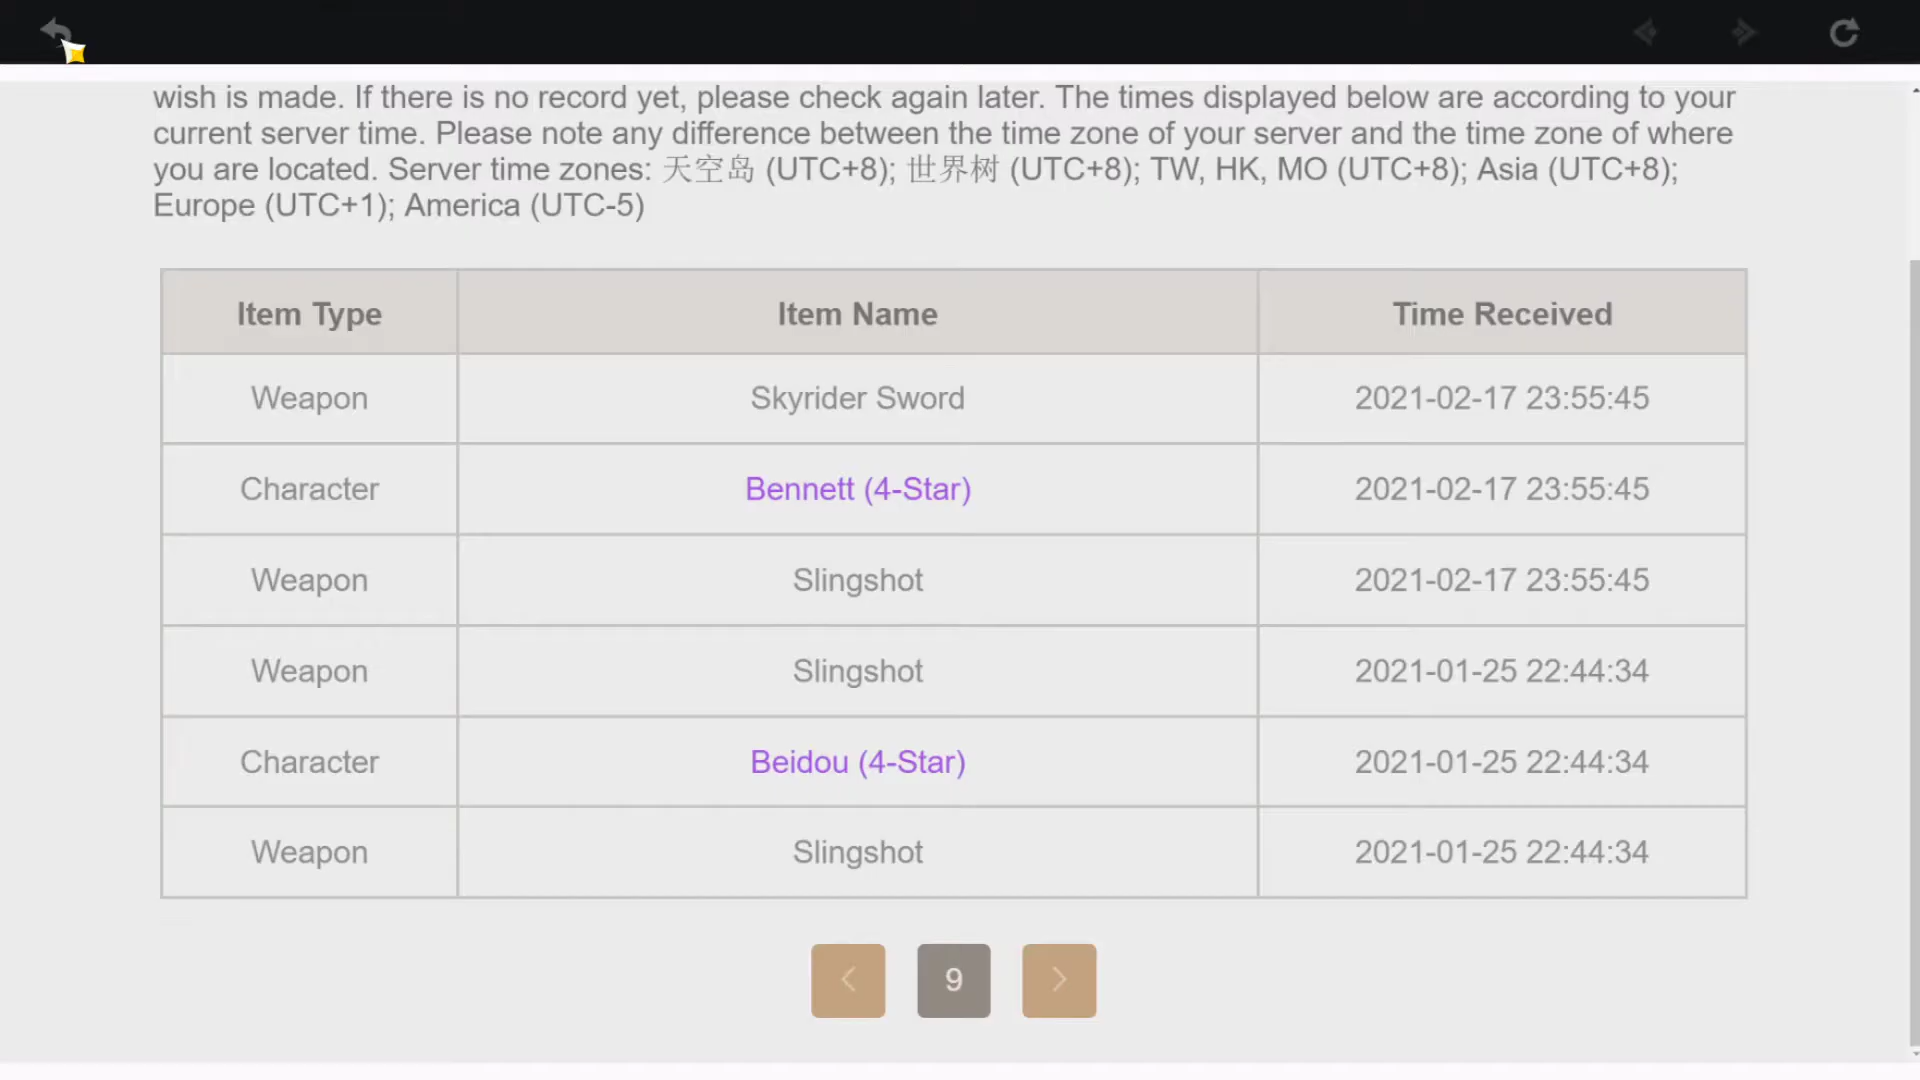 wish is made. If there is no record yet, please check again later. The times displayed below are according to your
current server time. Please note any difference between the time zone of your server and the time zone of where
you are located. Server time zones: 天空岛 (UTC+8); 世界树 (UTC+8); TW, HK, MO (UTC+8); Asia (UTC+8);
Europe (UTC+1); America (UTC-5)
Item Type Item Name Time Received
Weapon Skyrider Sword 2021-02-17 23:55:45
Character Bennett (4-Star) 2021-02-17 23:55:45
Weapon Slingshot 2021-02-17 23:55:45
Weapon Slingshot 2021-01-25 22:44:34
Character Beidou (4-Star) 2021-01-25 22:44:34
Weapon Slingshot 2021-01-25 22:44:34
9